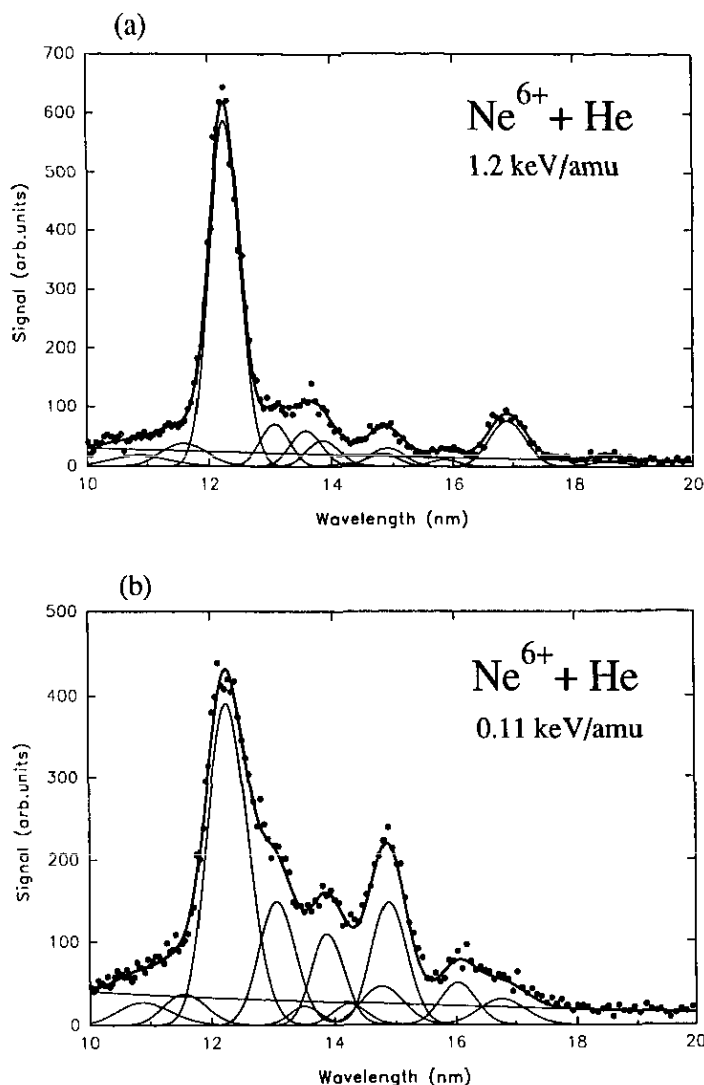 (a)
700
600
500
400
300
200
100
0
Signal (arb.units)
Ne⁶⁺ + He
1.2 keV/amu
10 12 14 16 18 20
Wavelength (nm)
(b)
500
400
300
200
100
0
Signal (arb.units)
Ne⁶⁺ + He
0.11 keV/amu
10 12 14 16 18 20
Wavelength (nm)